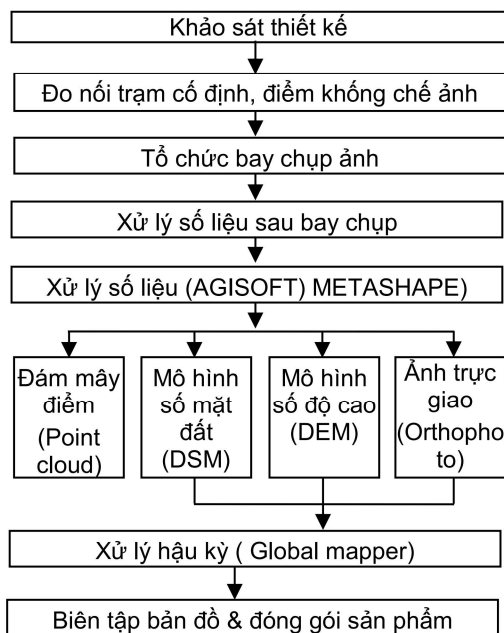 Khảo sát thiết kế
Đo nối trạm cố định, điểm khống chế ảnh
Tổ chức bay chụp ảnh
Xử lý số liệu sau bay chụp
Xử lý số liệu (AGISOFT) METASHAPE)
Đám mây
điểm
(Point
cloud)
Mô hình
số mặt
đất
(DSM)
Mô hình
số độ cao
(DEM)
Ảnh trực
giao
(Orthopho
to)
Xử lý hậu kỳ ( Global mapper)
Biên tập bản đồ & đóng gói sản phẩm